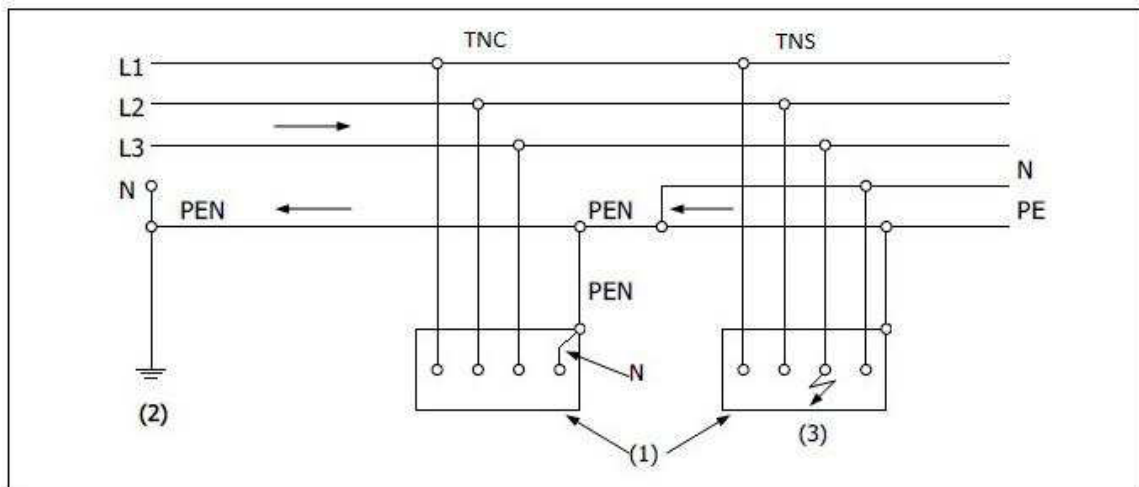 TNC TNS
L1
L2
L3
N N
PEN PEN PE
PEN
N
(2) (1) (3)